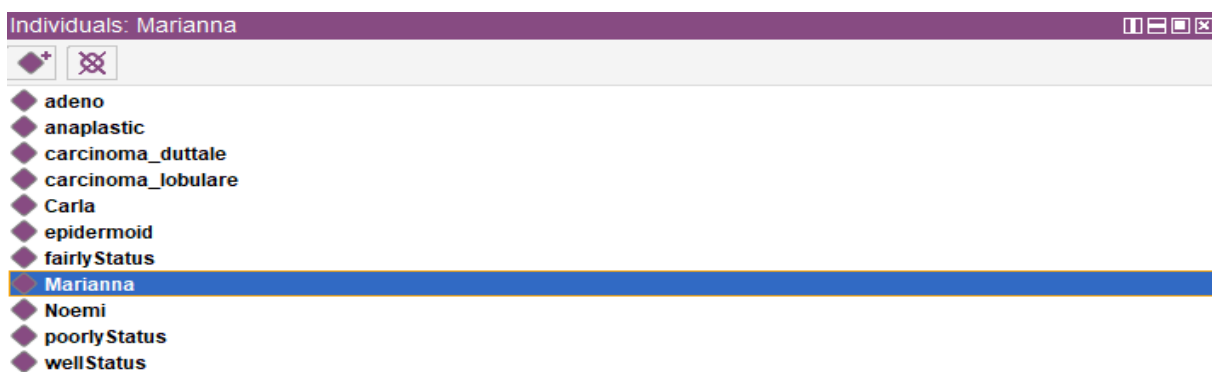 Individuals: Marianna
adeno
anaplastic
carcinoma_duttale
carcinoma_lobulare
Carla
epidermoid
fairlyStatus
Marianna
Noemi
poorlyStatus
wellStatus